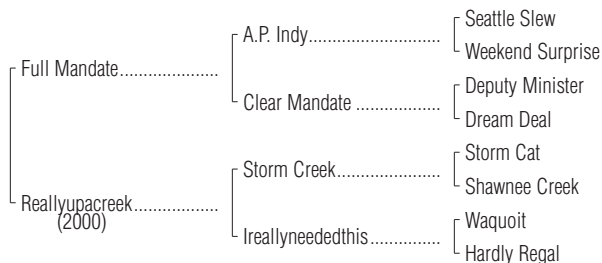 Seattle Slew
A.P. Indy..............................
Weekend Surprise
Full Mandate......................
Deputy Minister
Clear Mandate ...................
Dream Deal
Storm Cat
Storm Creek.......................
Shawnee Creek
Reallyupacreek...................
(2000)
Waquoit
Ireallyneededthis...............
Hardly Regal